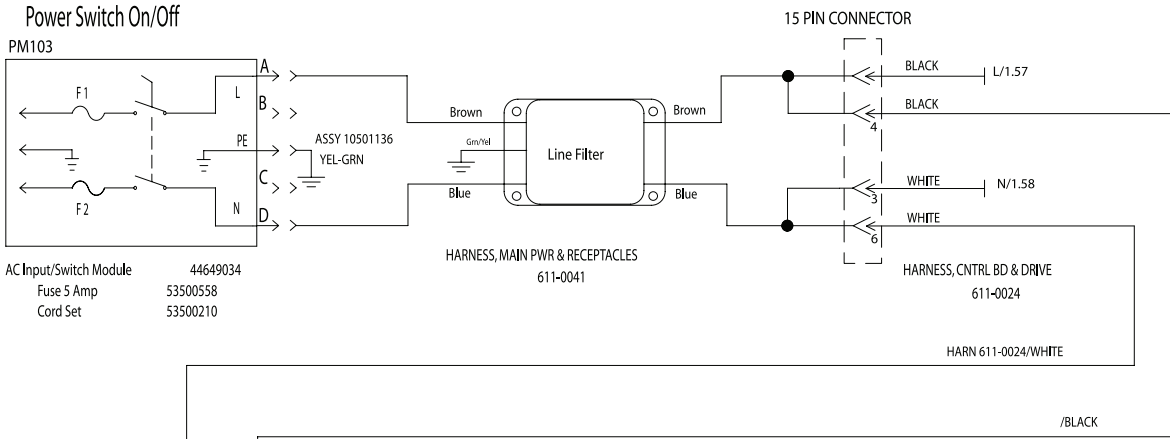 Power Switch On/Off
15 PIN CONNECTOR
PM103
A
BLACK
L/1.57
F1
L
B
Brown
Brown
BLACK
4
PE
ASSY 10501136
YEL-GRN
Grn/Yel
Line Filter
C
WHITE
N/1.58
3
F2
N
D
Blue
Blue
WHITE
6
HARNESS, MAIN PWR & RECEPTACLES
611-0041
AC Input/Switch Module 44649034
Fuse 5 Amp 53500558
Cord Set 53500210
HARNESS, CNTRL BD & DRIVE
611-0024
HARN 611-0024/WHITE
/BLACK